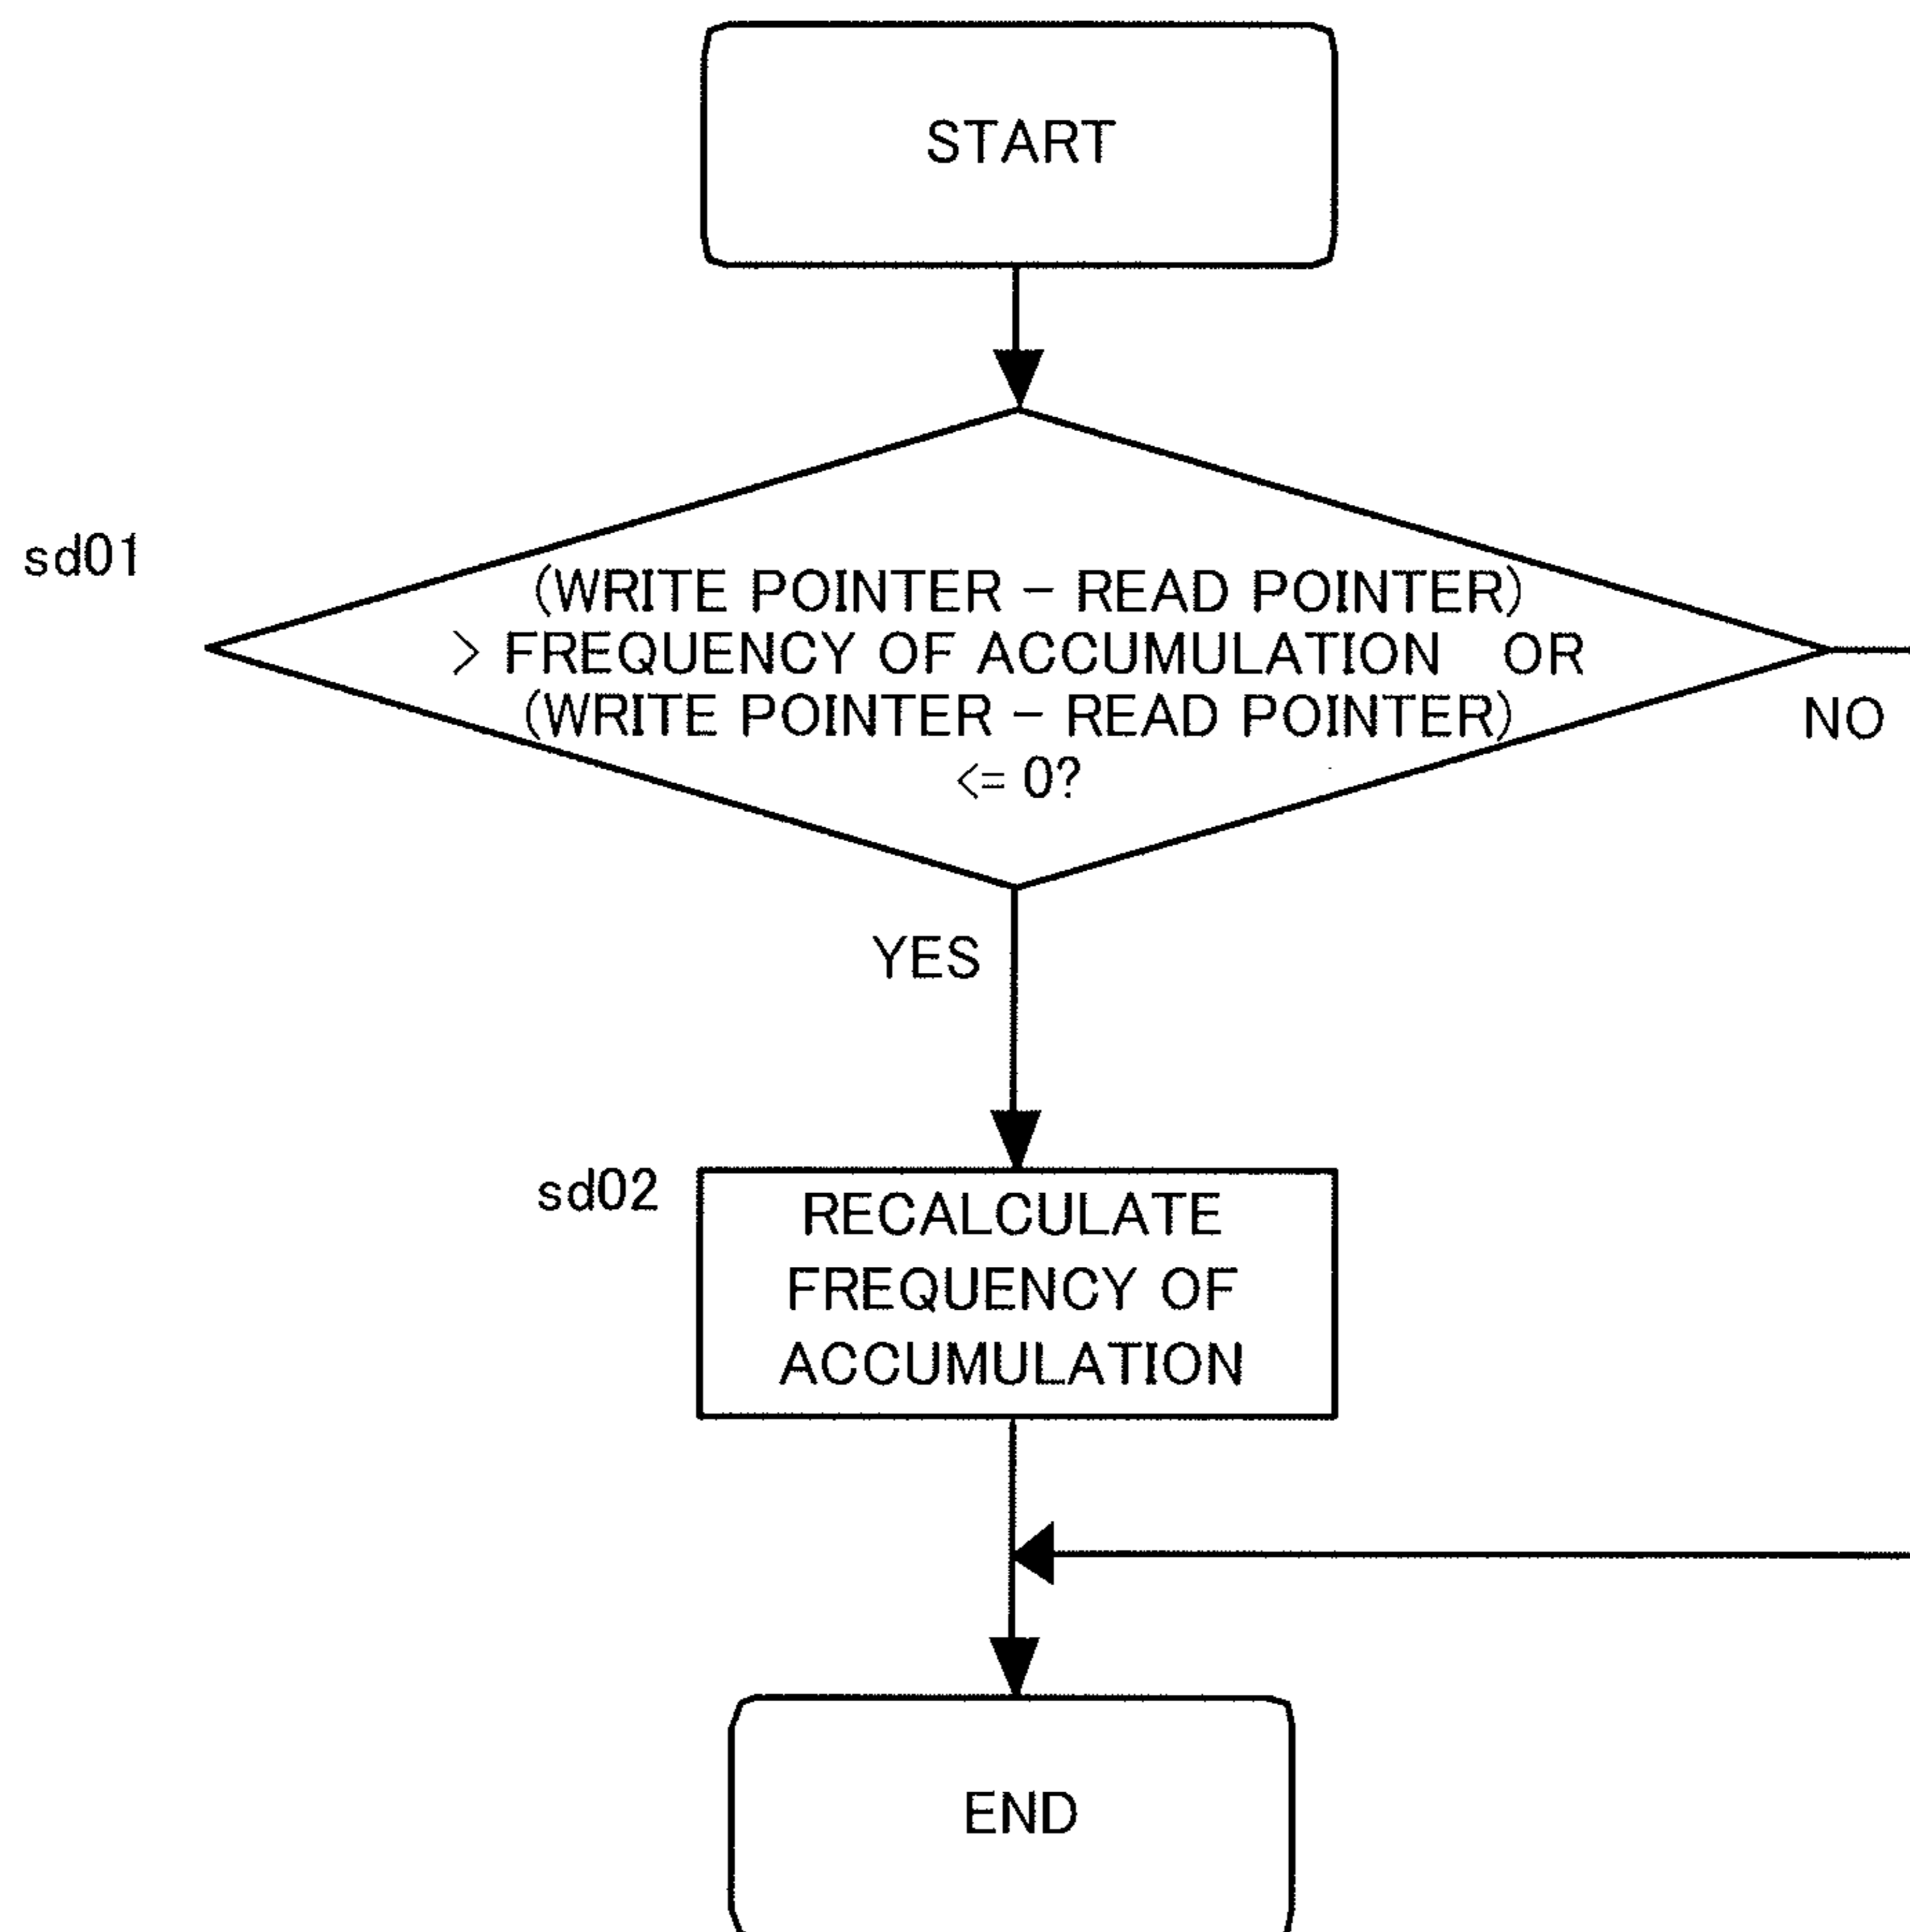 START
sd01
(WRITE POINTER − READ POINTER)
> FREQUENCY OF ACCUMULATION OR
(WRITE POINTER − READ POINTER)
<= 0?
NO
YES
sd02
RECALCULATE
FREQUENCY OF
ACCUMULATION
END